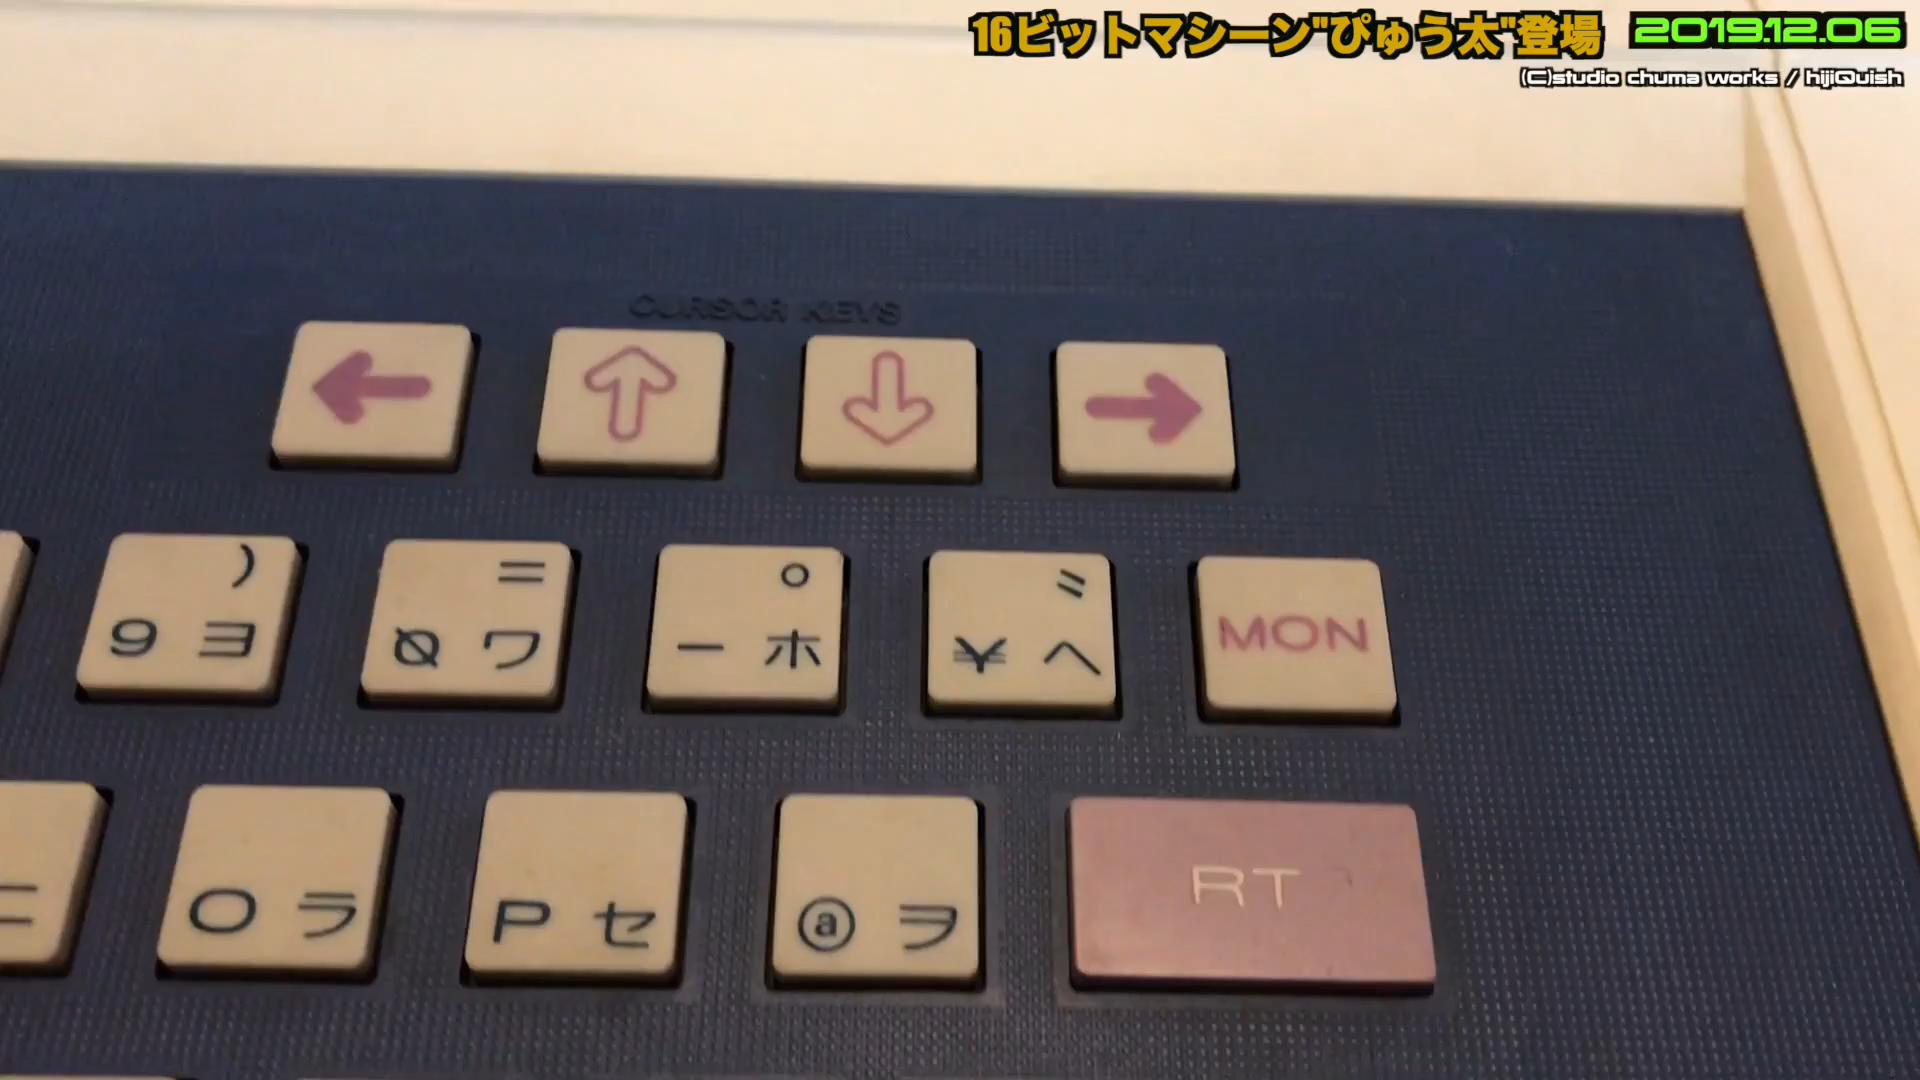 16ビットマシーン"ぴゅう太"登場 2019.12.06
(C)studio chuma works / hijiQuish
CURSOR KEYS
← ↑ ↓ →
) 9 ヨ
= 0 ワ
° ー ホ
¥ ヘ
MON
O ラ
P セ
ⓐ ヲ
RT